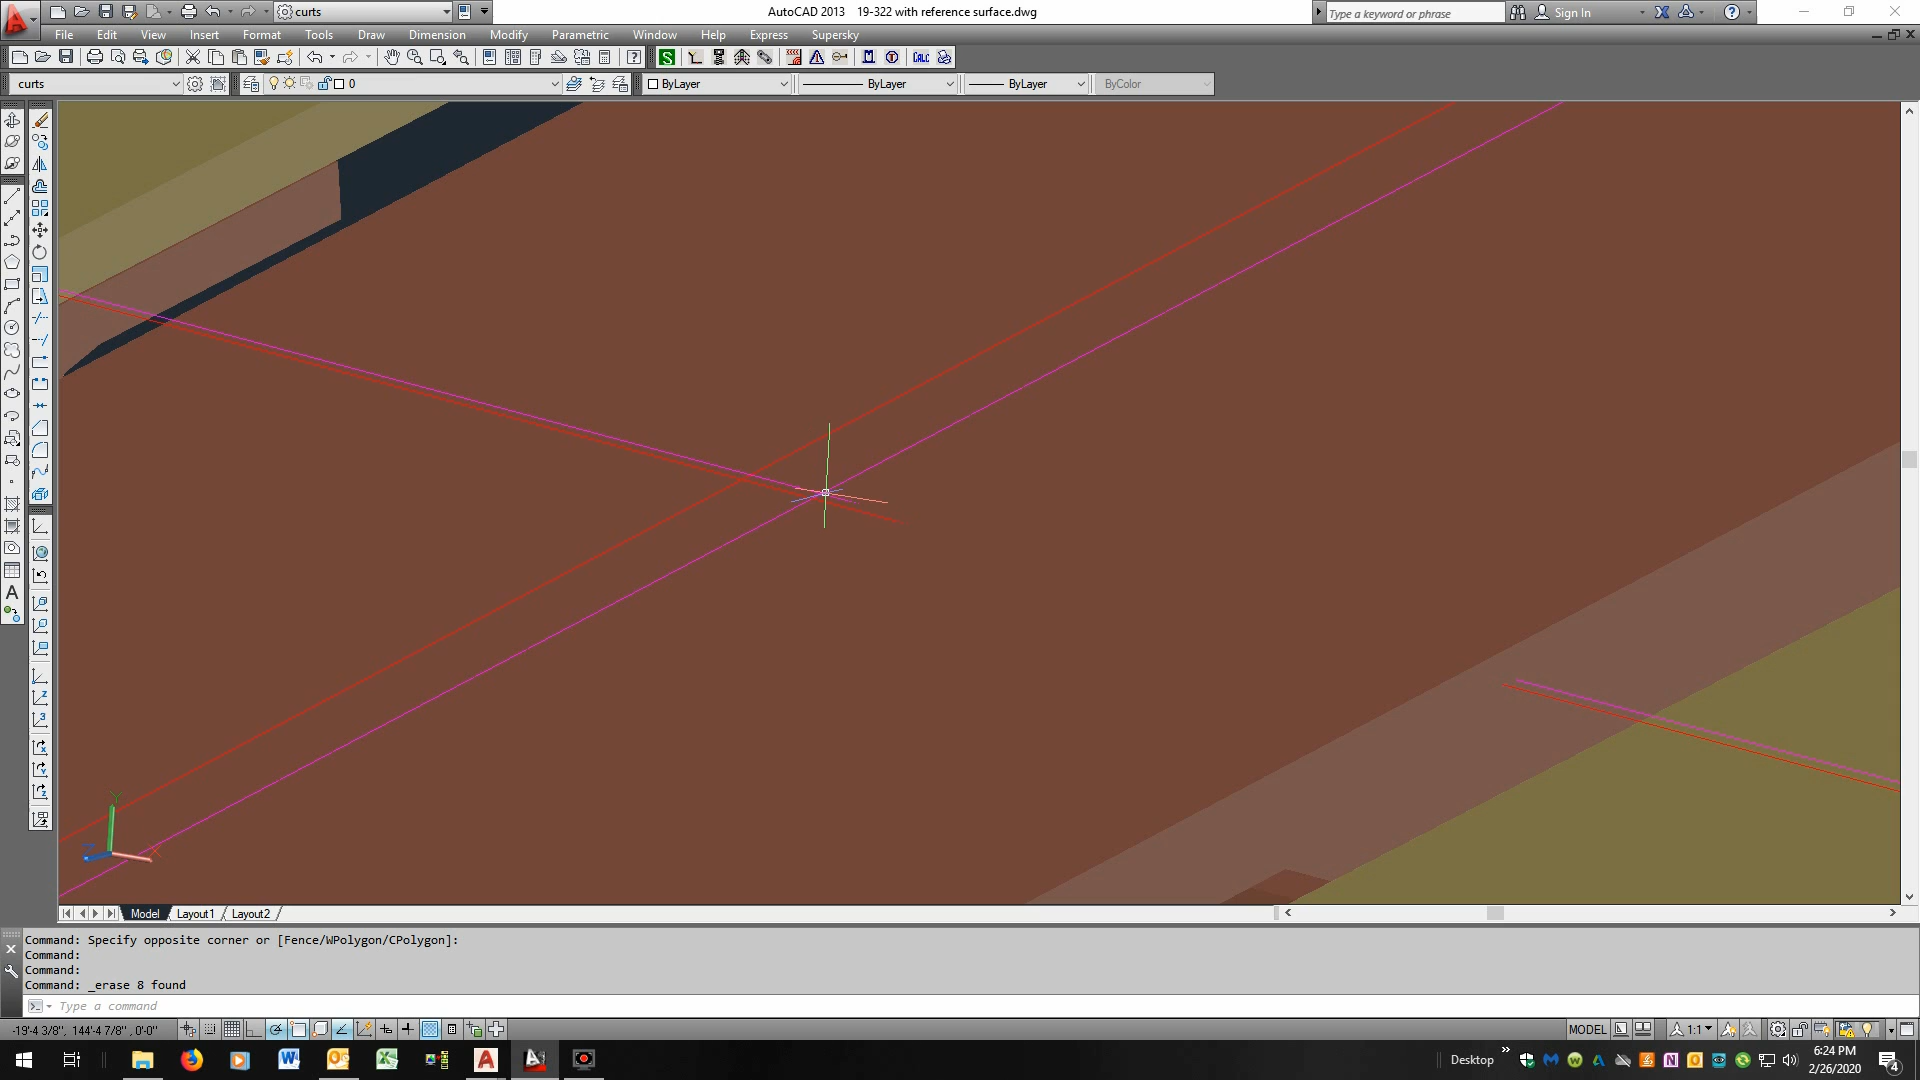 curts
AutoCAD 2013 19-322 with reference surface.dwg
Type a keyword or phrase
Sign In
File Edit View Insert Format Tools Draw Dimension Modify Parametric Window Help Express Supersky
S
CALC
curts
0
ByLayer
ByLayer
ByLayer
ByColor
A
Y
X
Z
Model Layout1 Layout2
Command: Specify opposite corner or [Fence/WPolygon/CPolygon]:
Command:
Command:
Command: _erase 8 found
Type a command
-19'-4 3/8", 144'-4 7/8" , 0'-0"
MODEL
1:1
Desktop
6:24 PM
2/26/2020
4